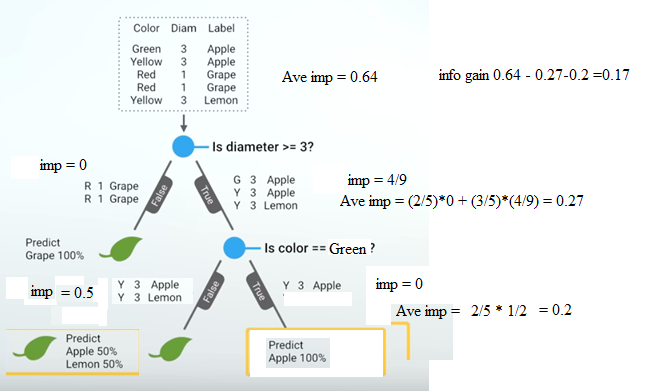 Color Diam Label
Green 3 Apple
Yellow 3 Apple
Red 1 Grape
Red 1 Grape
Yellow 3 Lemon
Ave imp = 0.64
info gain 0.64 - 0.27-0.2 =0.17
Is diameter >= 3?
imp = 0
R 1 Grape
R 1 Grape
False
True
G 3 Apple
Y 3 Apple
Y 3 Lemon
imp = 4/9
Ave imp = (2/5)*0 + (3/5)*(4/9) = 0.27
Predict
Grape 100%
Is color == Green ?
imp = 0.5
Y 3 Apple
Y 3 Lemon
False
True
Y 3 Apple
imp = 0
Ave imp = 2/5 * 1/2 = 0.2
Predict
Apple 50%
Lemon 50%
Predict
Apple 100%